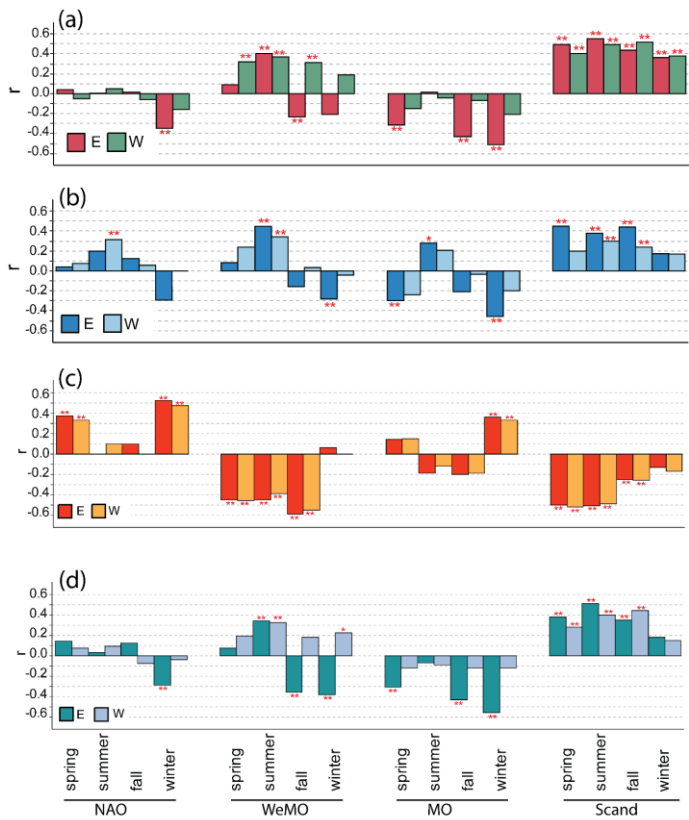 (a)
0.6
0.4
0.2
0.0
-0.2
-0.4
-0.6
r
** ** ** **
** ** ** ** ** ** ** **
** ** ** ** **
E W
(b)
0.6
0.4
0.2
0.0
-0.2
-0.4
-0.6
r
** ** ** * ** ** ** ** **
** ** **
E W
(c)
0.6
0.4
0.2
0.0
-0.2
-0.4
-0.6
r
** ** ** ** ** **
** ** ** ** ** ** ** ** ** ** ** **
E W
(d)
0.6
0.4
0.2
0.0
-0.2
-0.4
-0.6
r
** ** * ** ** ** ** ** **
** ** ** ** ** **
E W
spring summer fall winter
spring summer fall winter
spring summer fall winter
spring summer fall winter
NAO WeMO MO Scand